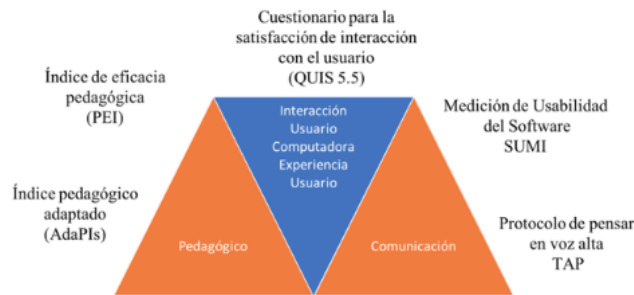 Cuestionario para la
satisfacción de interacción
con el usuario
(QUIS 5.5)
Índice de eficacia
pedagógica
(PEI)
Interacción
Usuario
Computadora
Experiencia
Usuario
Medición de Usabilidad
del Software
SUMI
Índice pedagógico
adaptado
(AdaPIs)
Pedagógico
Comunicación
Protocolo de pensar
en voz alta
TAP